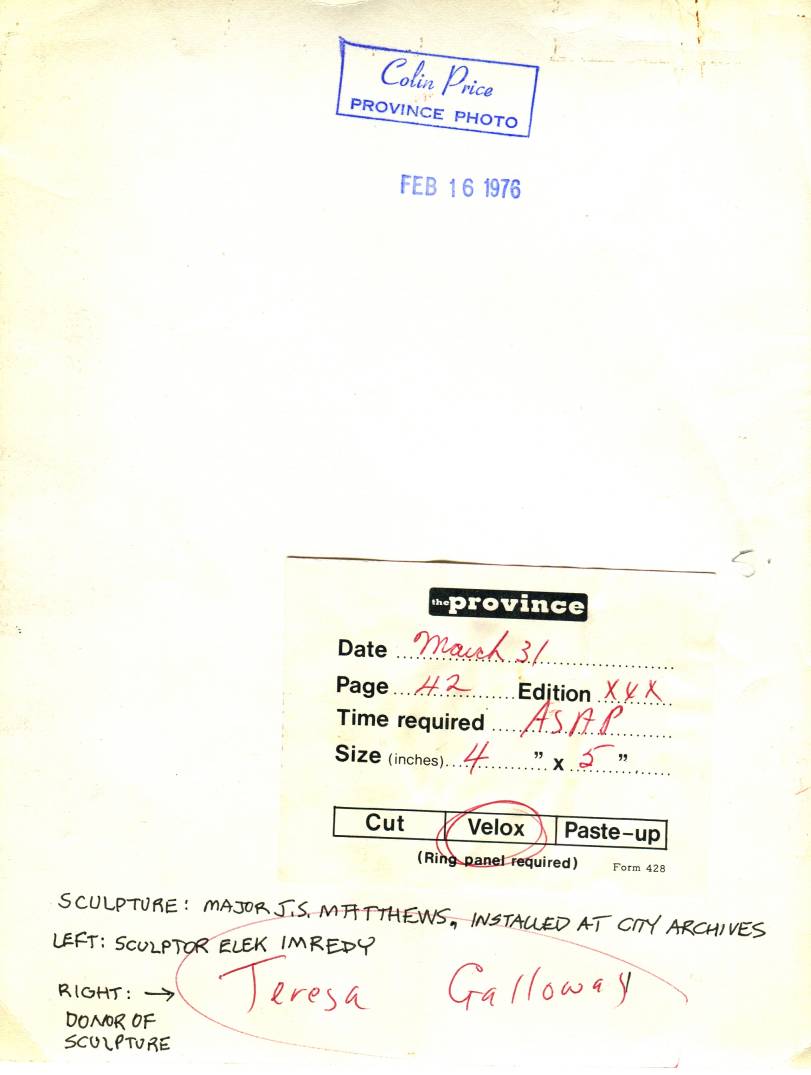 Colin Price
PROVINCE PHOTO
FEB 16 1976
5.
the province
Date March 31
Page 42 Edition XXX
Time required ASAP
Size (inches) 4 " x 5 "
Cut Velox Paste-up
(Ring panel required) Form 428
SCULPTURE: MAJOR J.S. MATTHEWS, INSTALLED AT CITY ARCHIVES
LEFT: SCULPTOR ELEK IMREDY
RIGHT: → Teresa Galloway
DONOR OF
SCULPTURE